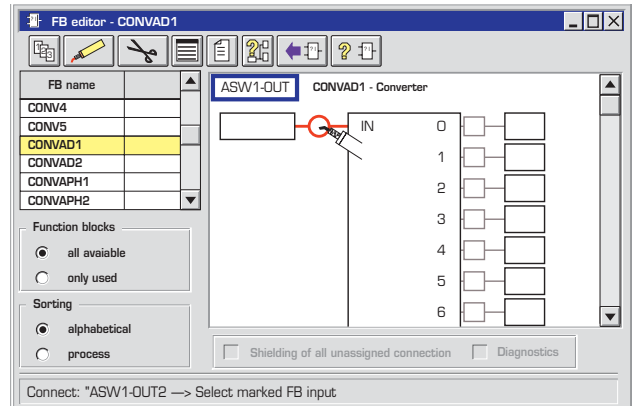 FB editor - CONVAD1
FB name
CONV4
CONV5
CONVAD1
CONVAD2
CONVAPH1
CONVAPH2
Function blocks
all avaiable
only used
Sorting
alphabetical
process
ASW1-OUT
CONVAD1 - Converter
IN
0
1
2
3
4
5
6
Shielding of all unassigned connection
Diagnostics
Connect: "ASW1-OUT2 —> Select marked FB input